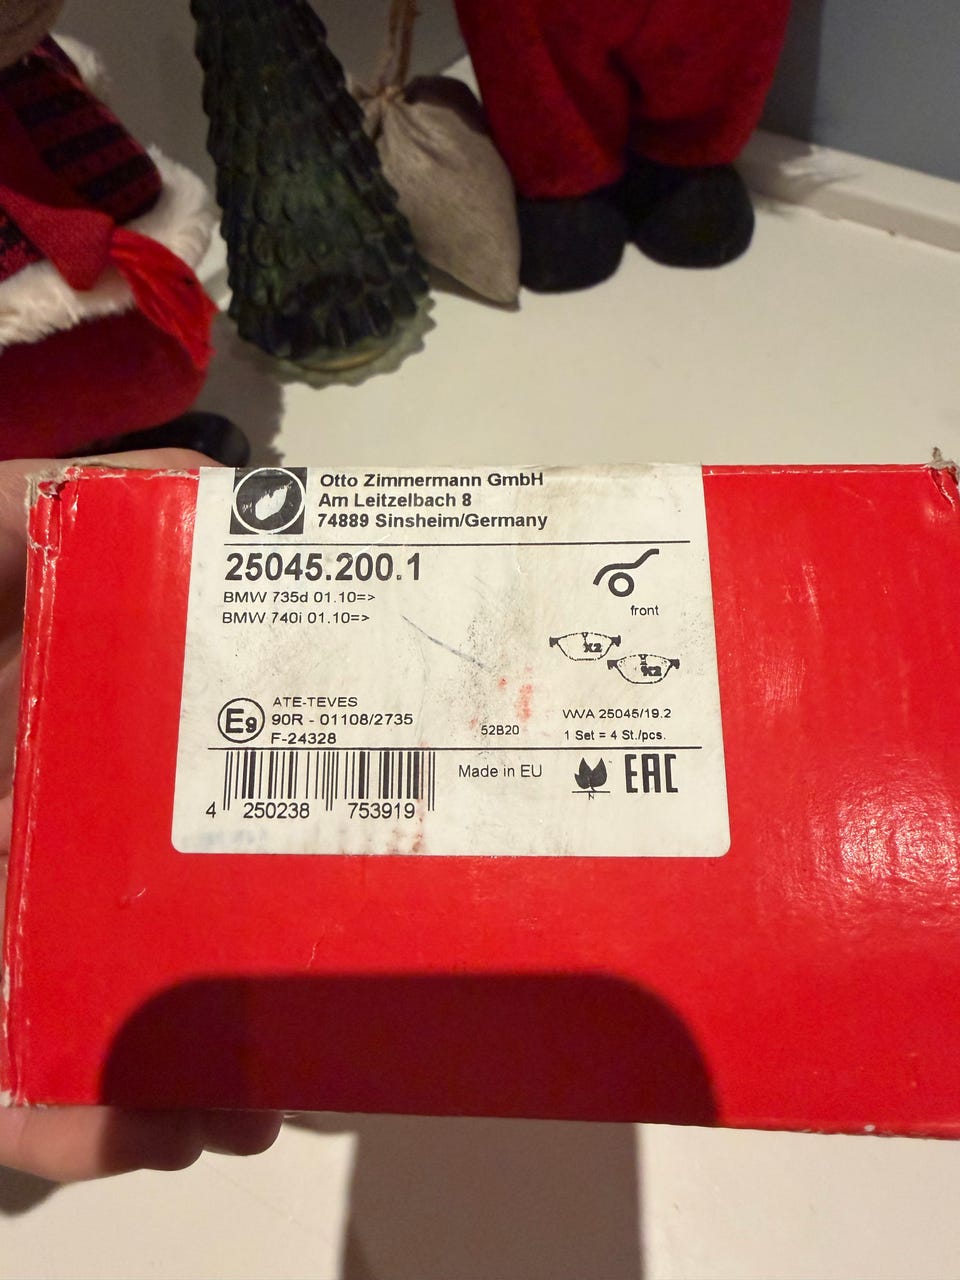 Otto Zimmermann GmbH
Am Leitzelbach 8
74889 Sinsheim/Germany
25045.200.1
BMW 735d 01.10=>
BMW 740i 01.10=>
front
X2
X2
ATE-TEVES
E9 90R - 01108/2735
F-24328
52B20
WVA 25045/19.2
1 Set = 4 St./pcs.
4 250238 753919
Made in EU
N
EAC